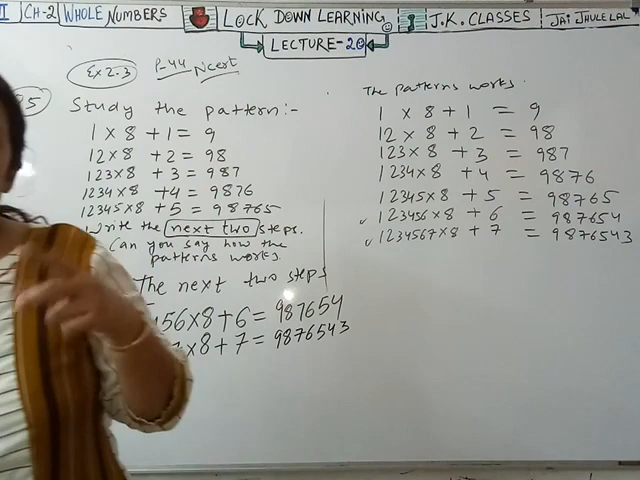 II CH-2 WHOLE NUMBERS LOCK DOWN LEARNING J.K. CLASSES JAI JHULELAL
LECTURE-20
Ex 2.3 P-44 Ncert
5 Study the pattern:-
1 x 8 + 1 = 9
12 x 8 + 2 = 98
123 x 8 + 3 = 987
1234 x 8 + 4 = 9876
12345 x 8 + 5 = 98765
Write the next two steps.
Can you say how the
patterns works.
The next two steps
56 x 8 + 6 = 987654
x 8 + 7 = 9876543
The patterns works.
1 x 8 + 1 = 9
12 x 8 + 2 = 98
123 x 8 + 3 = 987
1234 x 8 + 4 = 9876
12345 x 8 + 5 = 98765
123456 x 8 + 6 = 987654
1234567 x 8 + 7 = 9876543